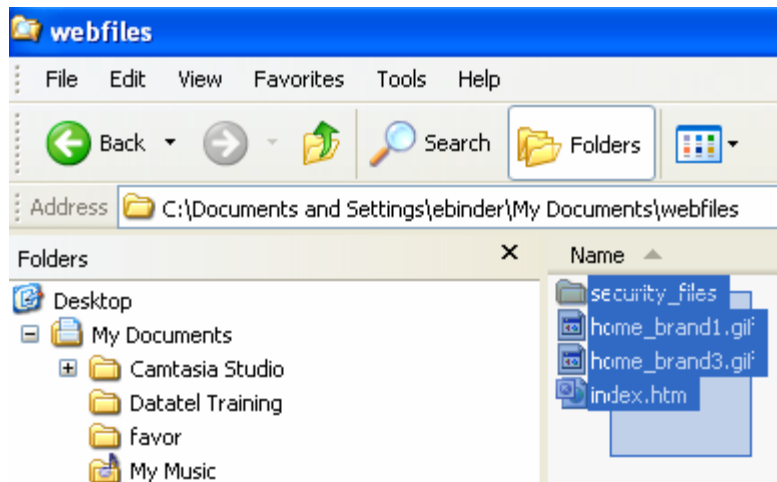 webfiles
File Edit View Favorites Tools Help
Back Search Folders
Address C:\Documents and Settings\ebinder\My Documents\webfiles
Folders
Name
Desktop
My Documents
Camtasia Studio
Datatel Training
favor
My Music
security_files
home_brand1.gif
home_brand3.gif
index.htm